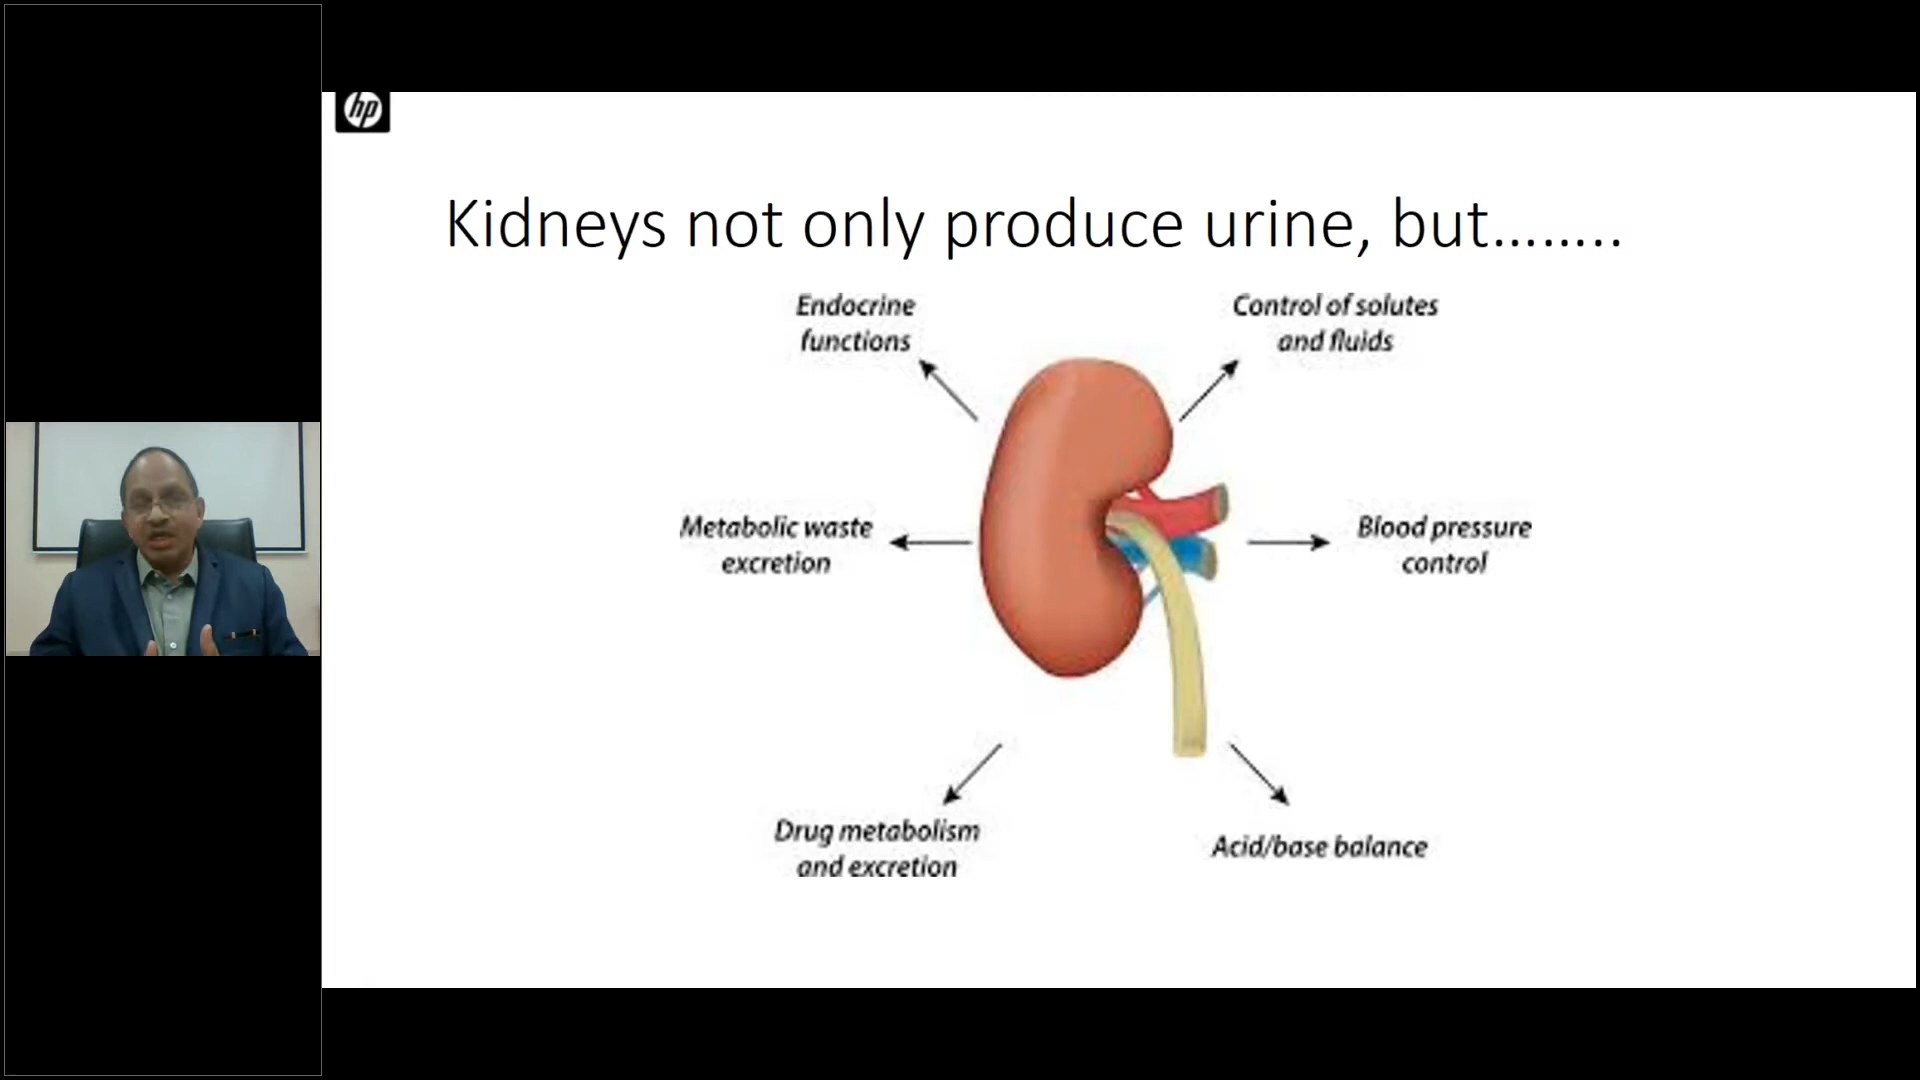 hp
Kidneys not only produce urine, but........
Endocrine
functions
Control of solutes
and fluids
Metabolic waste
excretion
Blood pressure
control
Drug metabolism
and excretion
Acid/base balance